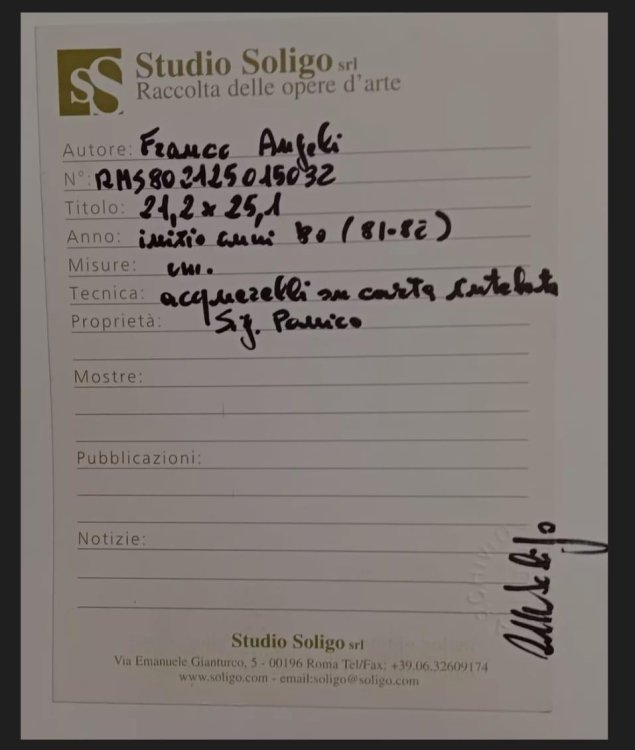 SS Studio Soligo srl
Raccolta delle opere d'arte
Autore: Franco Angeli
N°: RMS802125015032
Titolo: 21,2 x 25,1
Anno: inizio anni 80 (81-82)
Misure: cm.
Tecnica: acquerelli su carta intelata
Proprietà: Sig. Panico
Mostre:
Pubblicazioni:
Notizie:
Studio Soligo srl
Via Emanuele Gianturco, 5 - 00196 Roma Tel/Fax: +39.06.32609174
www.soligo.com - email:soligo@soligo.com